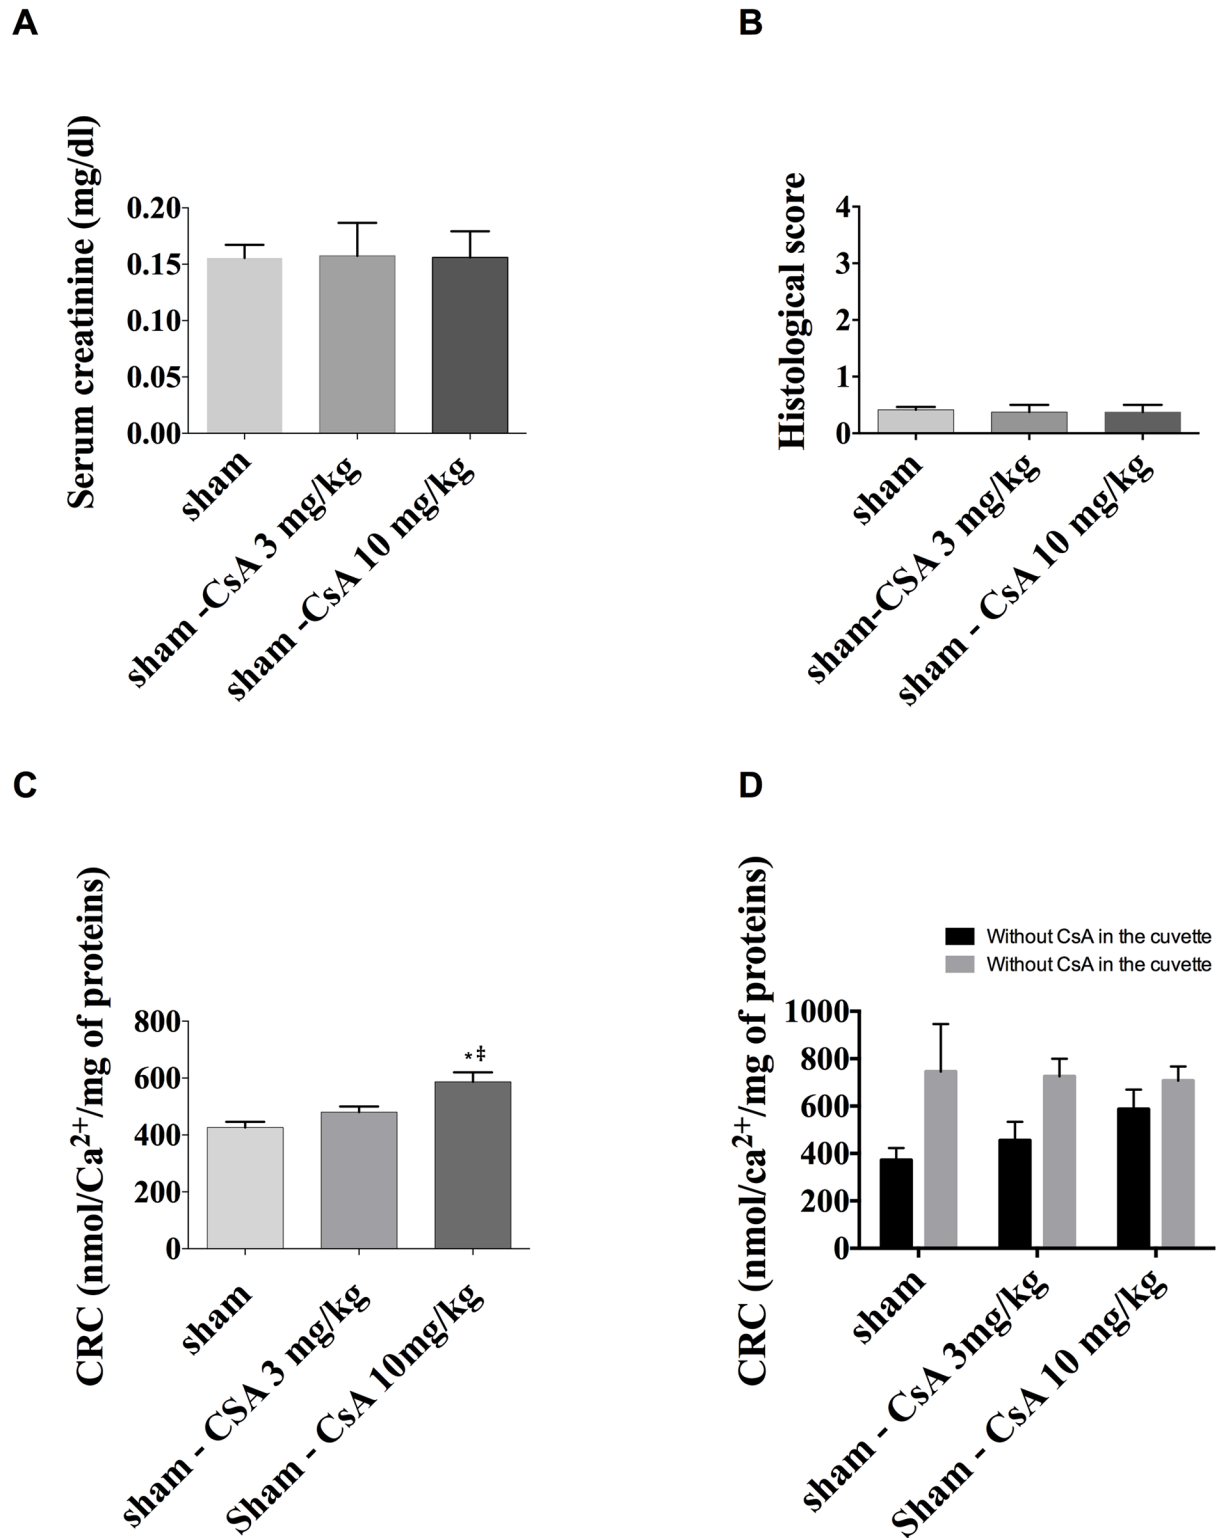 A
Serum creatinine (mg/dl)
0.20
0.15
0.10
0.05
0.00
sham
sham -CsA 3 mg/kg
sham -CsA 10 mg/kg
B
Histological score
4
3
2
1
0
sham
sham-CSA 3 mg/kg
sham - CsA 10 mg/kg
C
CRC (nmol/Ca2+/mg of proteins)
800
600
400
200
0
*‡
sham
sham - CSA 3 mg/kg
Sham - CsA 10mg/kg
D
CRC (nmol/ca2+/mg of proteins)
Without CsA in the cuvette
Without CsA in the cuvette
1000
800
600
400
200
0
sham
sham - CsA 3mg/kg
Sham - CsA 10 mg/kg